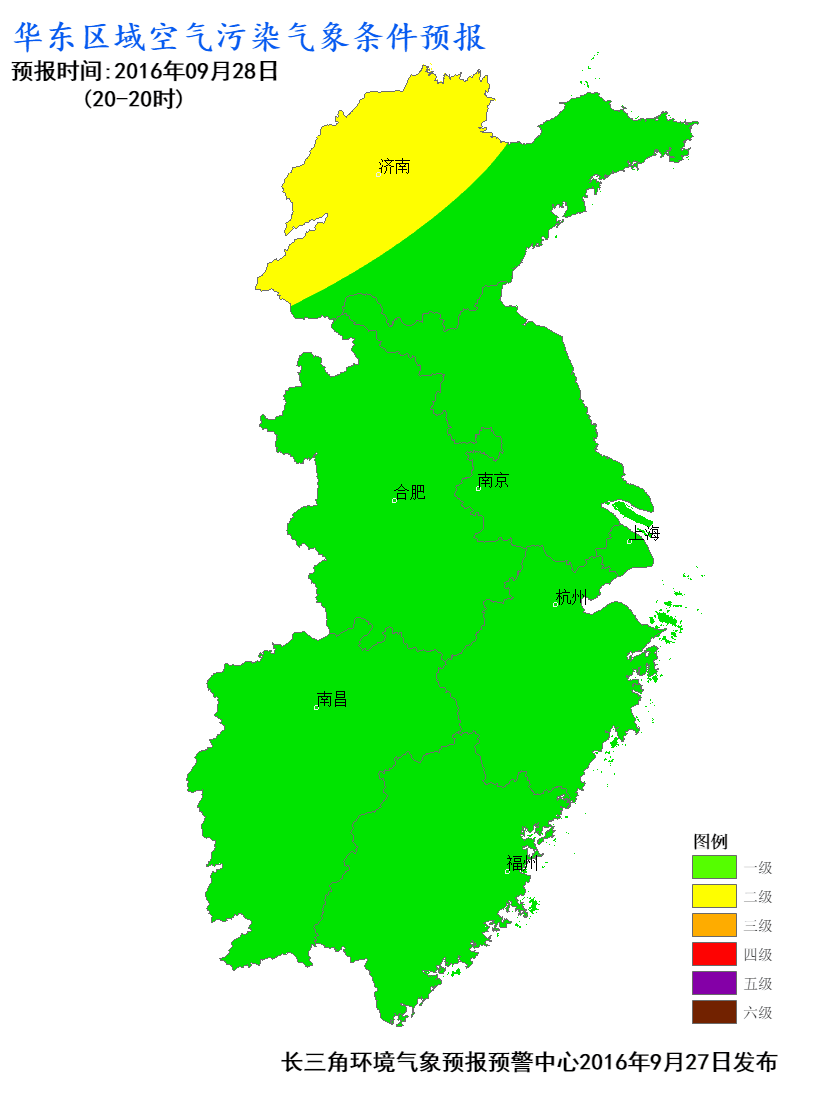 华东区域空气污染气象条件预报
预报时间:2016年09月28日
(20-20时)
济南
南京
合肥
上海
杭州
南昌
福州
图例
一级
二级
三级
四级
五级
六级
长三角环境气象预报预警中心2016年9月27日发布